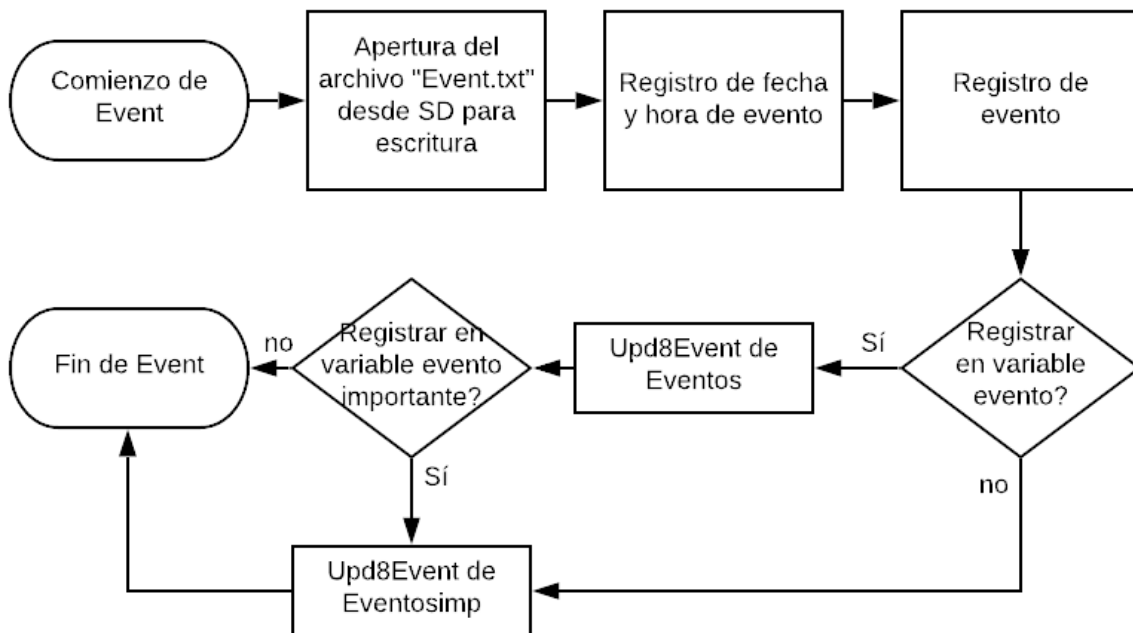 Comienzo de
Event
Apertura del
archivo "Event.txt"
desde SD para
escritura
Registro de fecha
y hora de evento
Registro de
evento
Registrar
en variable
evento?
Sí
no
Upd8Event de
Eventos
Registrar en
variable evento
importante?
no
Sí
Fin de Event
Upd8Event de
Eventosimp